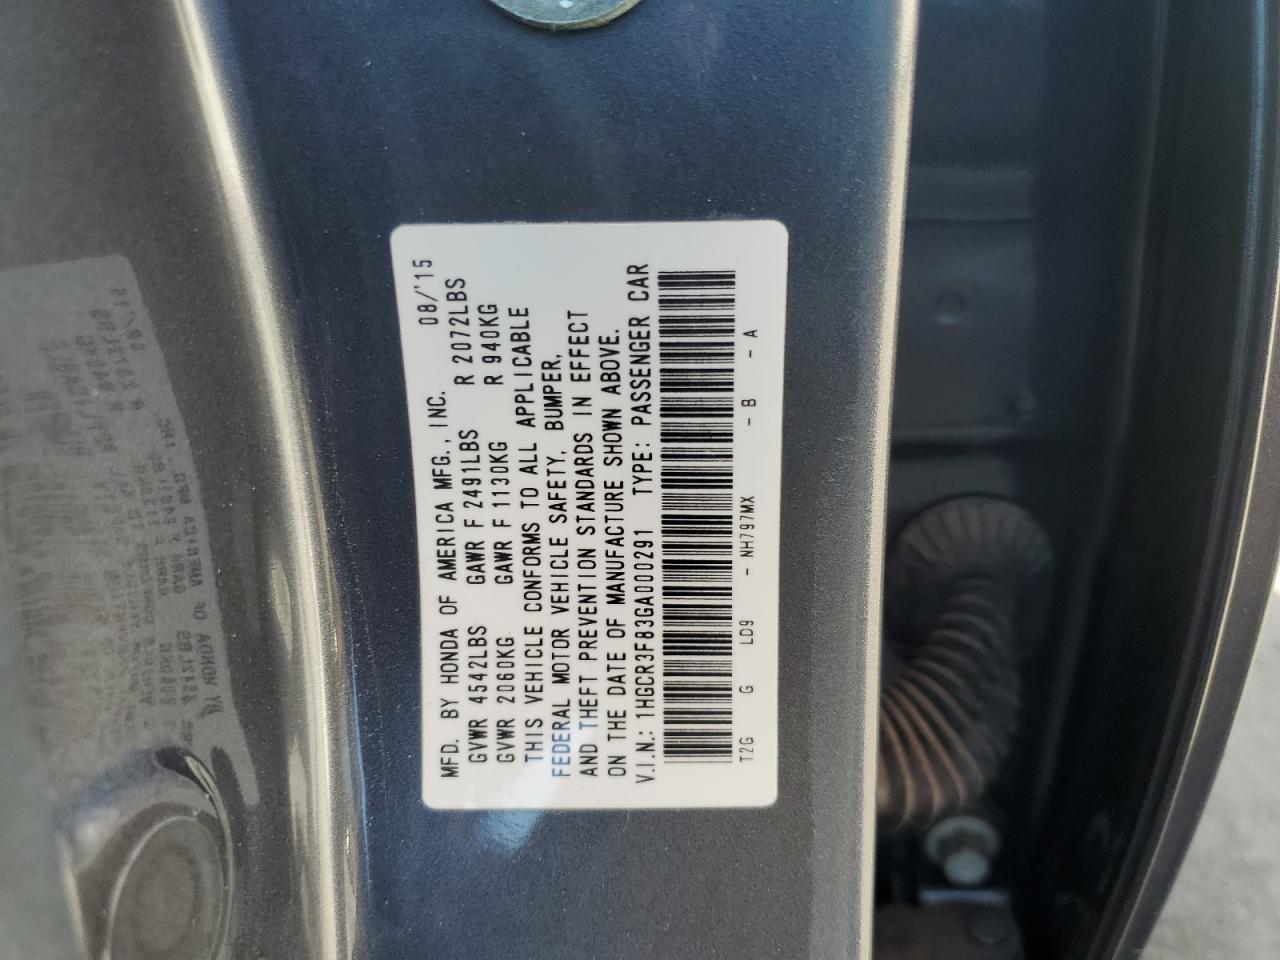 MFD. BY HONDA OF AMERICA MFG., INC. 08/'15
GVWR 4542LBS GAWR F 2491LBS R 2072LBS
GVWR 2060KG GAWR F 1130KG R 940KG
THIS VEHICLE CONFORMS TO ALL APPLICABLE
FEDERAL MOTOR VEHICLE SAFETY, BUMPER,
AND THEFT PREVENTION STANDARDS IN EFFECT
ON THE DATE OF MANUFACTURE SHOWN ABOVE.
V.I.N.: 1HGCR3F83GA000291 TYPE: PASSENGER CAR
T2G G LD9 - NH797MX - B - A